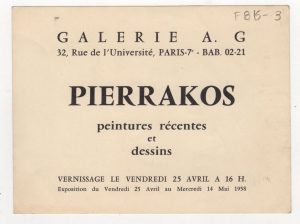 F815-3
GALERIE A. G
32, Rue de l'Université, PARIS-7e - BAB. 02-21
PIERRAKOS
peintures récentes
et
dessins
VERNISSAGE LE VENDREDI 25 AVRIL A 16 H.
Exposition du Vendredi 25 Avril au Mercredi 14 Mai 1958